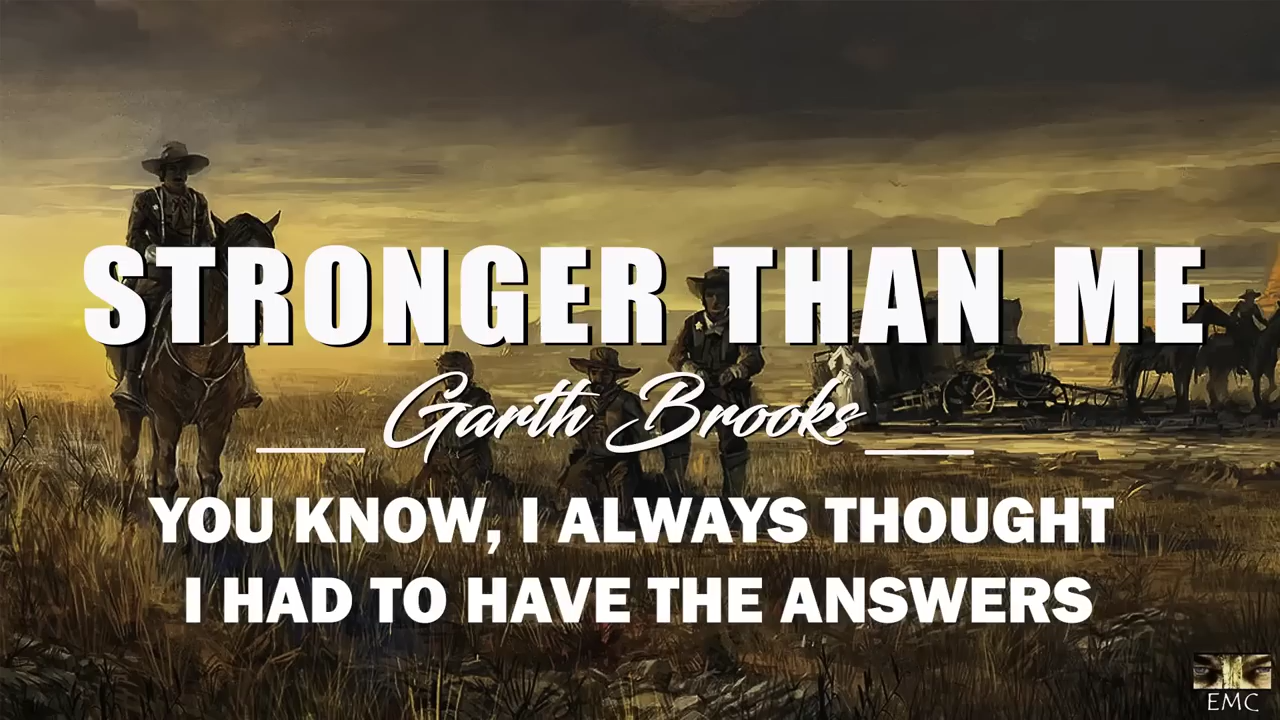 STRONGER THAN ME
Garth Brooks
YOU KNOW, I ALWAYS THOUGHT
I HAD TO HAVE THE ANSWERS
EMC